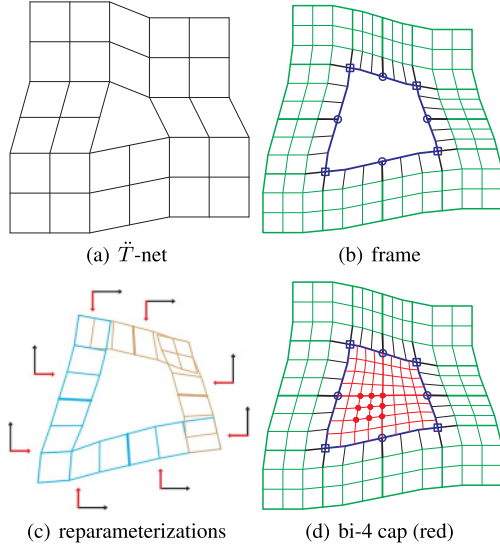 (a) T̈-net
(b) frame
(c) reparameterizations
(d) bi-4 cap (red)